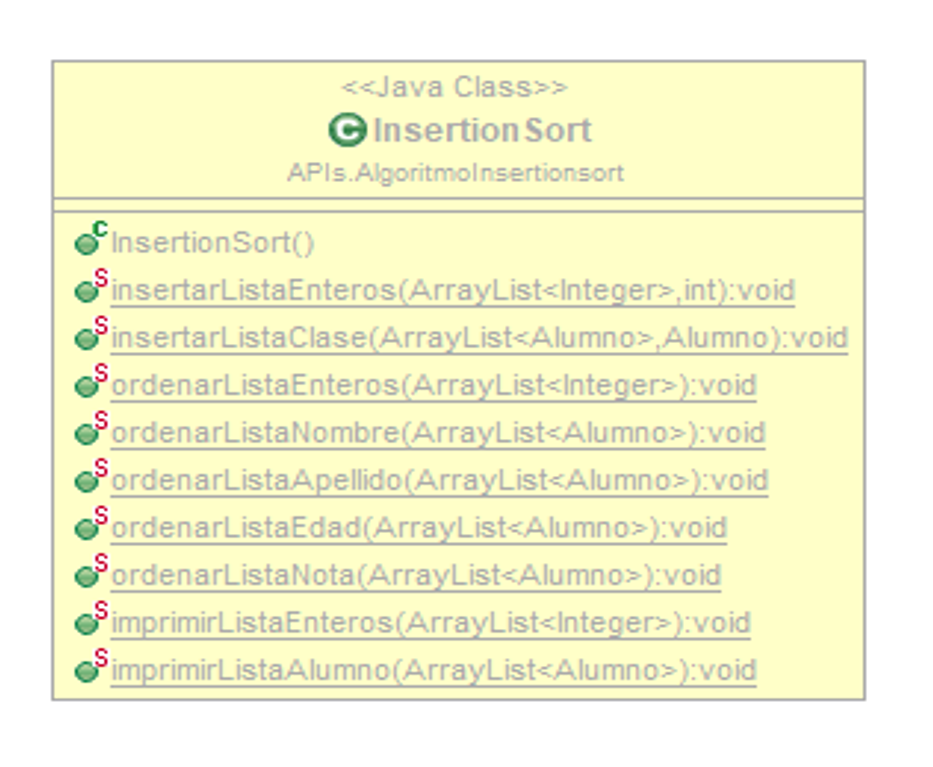 <<Java Class>>
C InsertionSort
APIs.AlgoritmoInsertionsort
C InsertionSort()
S insertarListaEnteros(ArrayList<Integer>,int):void
S insertarListaClase(ArrayList<Alumno>,Alumno):void
S ordenarListaEnteros(ArrayList<Integer>):void
S ordenarListaNombre(ArrayList<Alumno>):void
S ordenarListaApellido(ArrayList<Alumno>):void
S ordenarListaEdad(ArrayList<Alumno>):void
S ordenarListaNota(ArrayList<Alumno>):void
S imprimirListaEnteros(ArrayList<Integer>):void
S imprimirListaAlumno(ArrayList<Alumno>):void